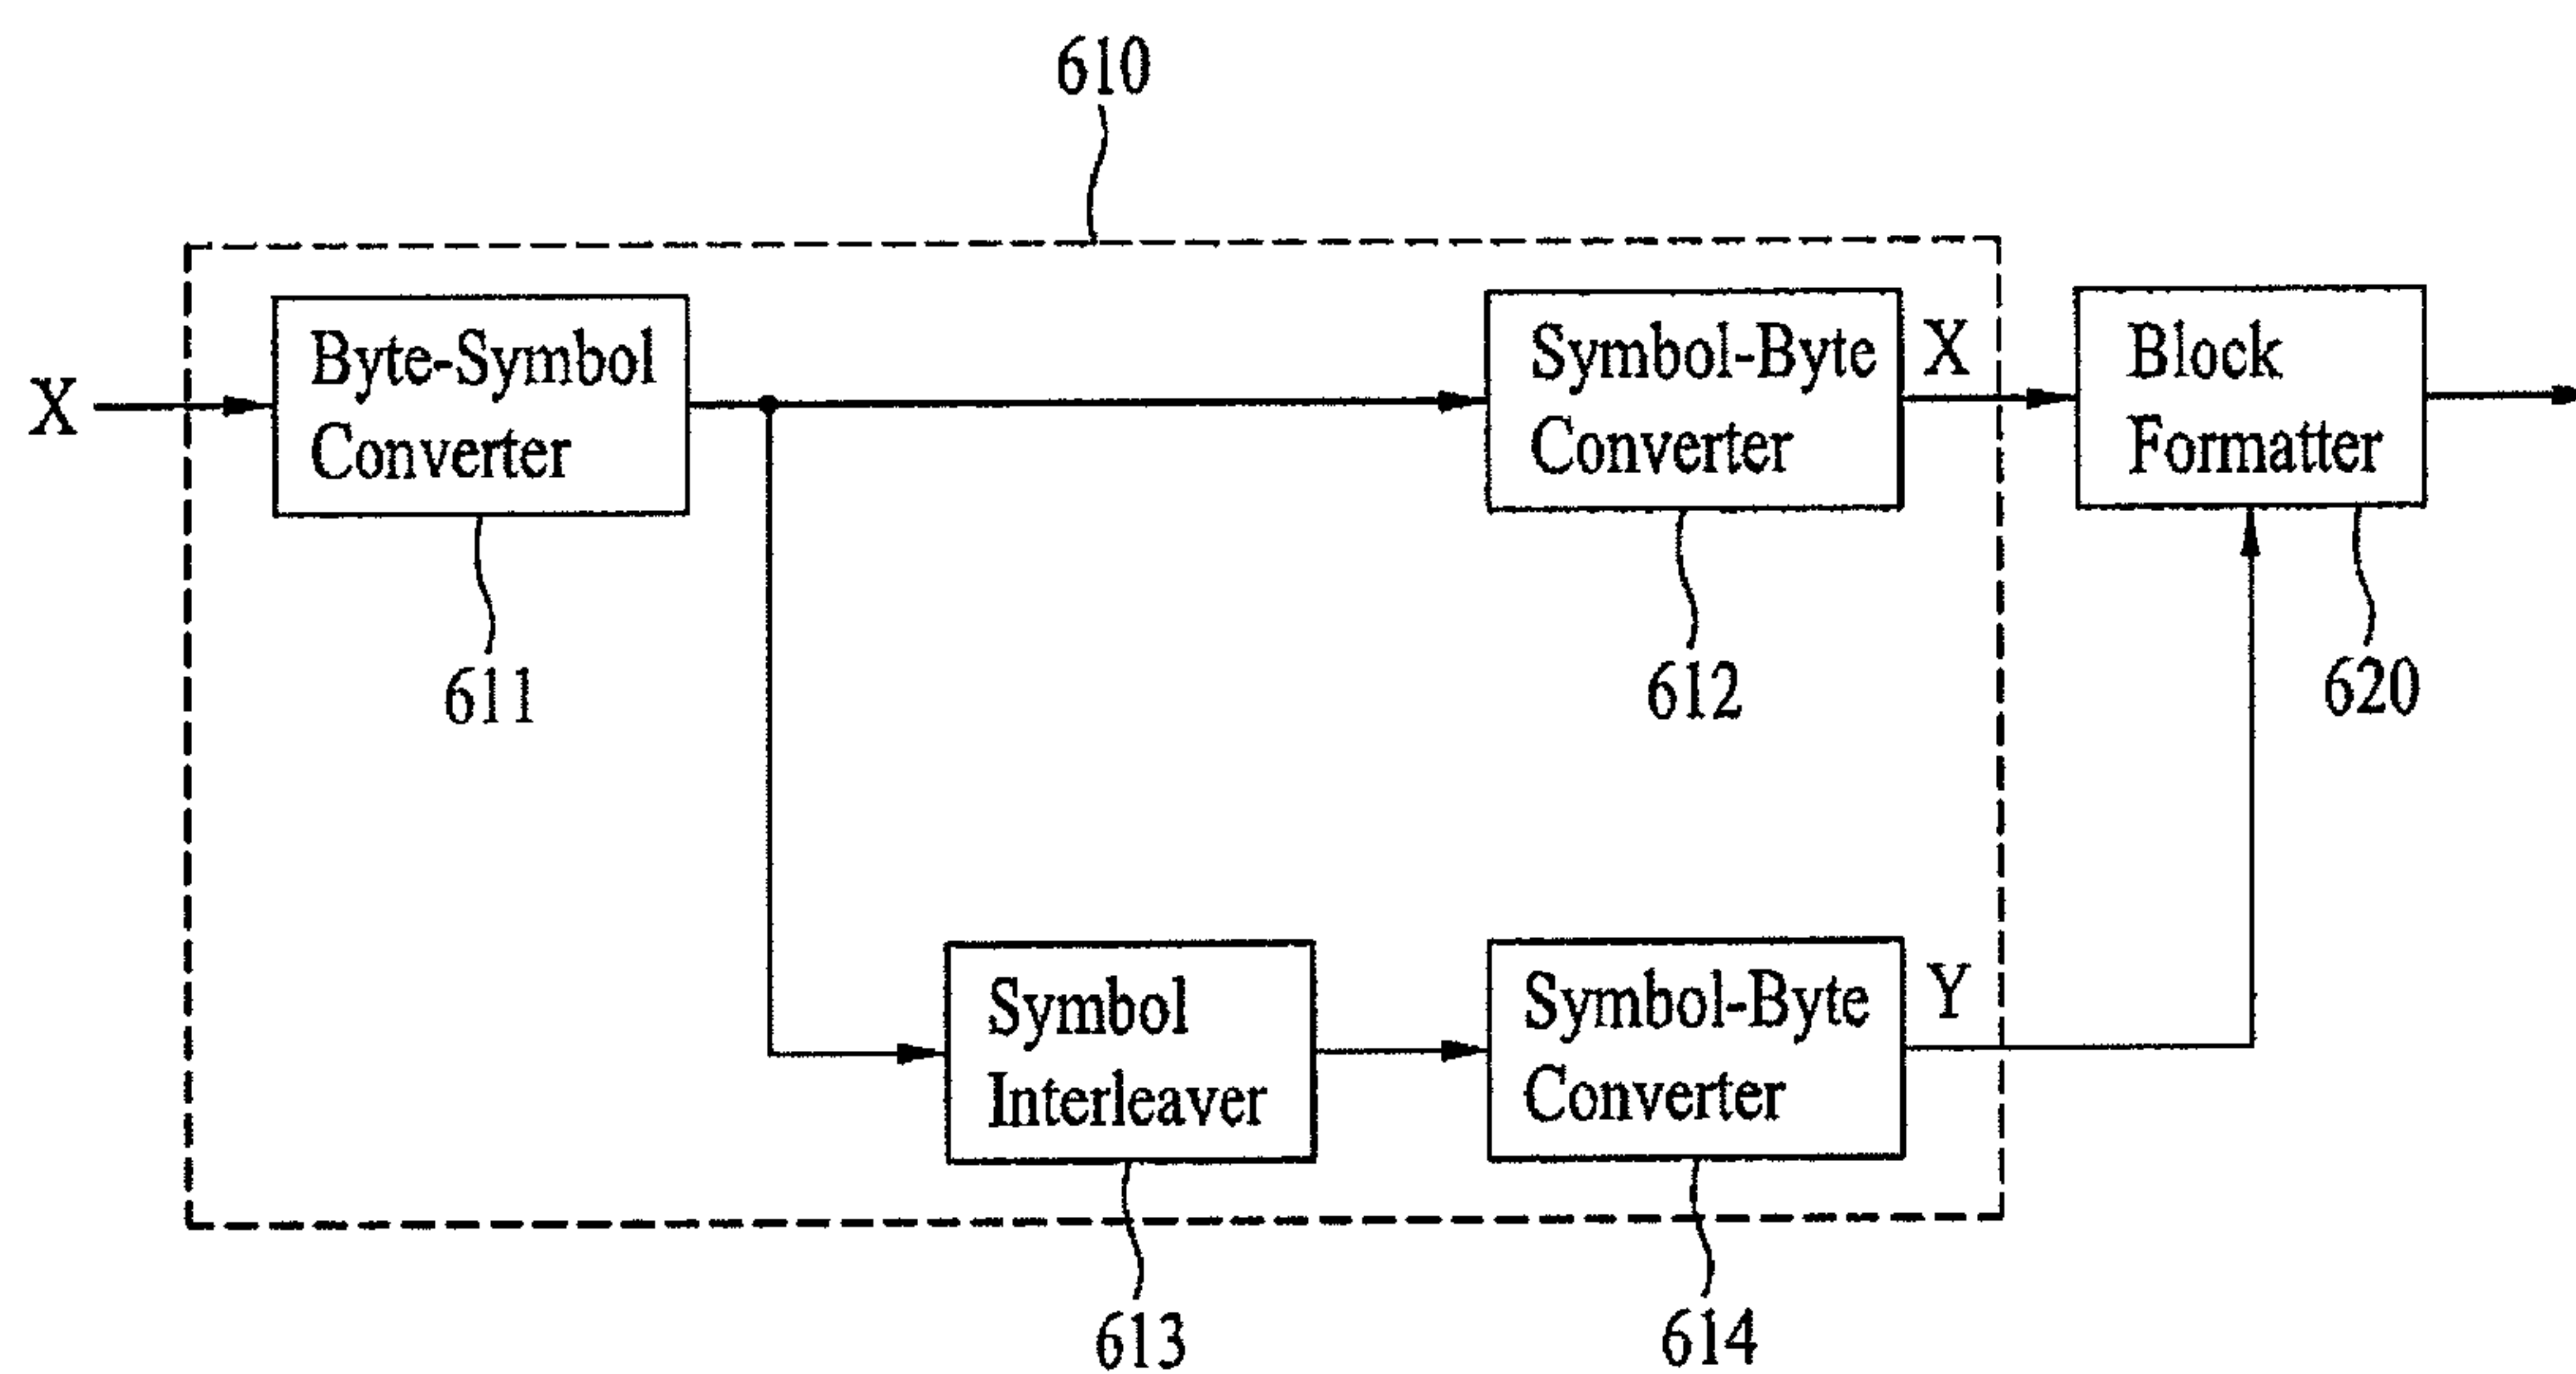 610
X
Byte-Symbol
Converter
611
Symbol-Byte
Converter
612
X
Block
Formatter
620
Symbol
Interleaver
613
Symbol-Byte
Converter
614
Y